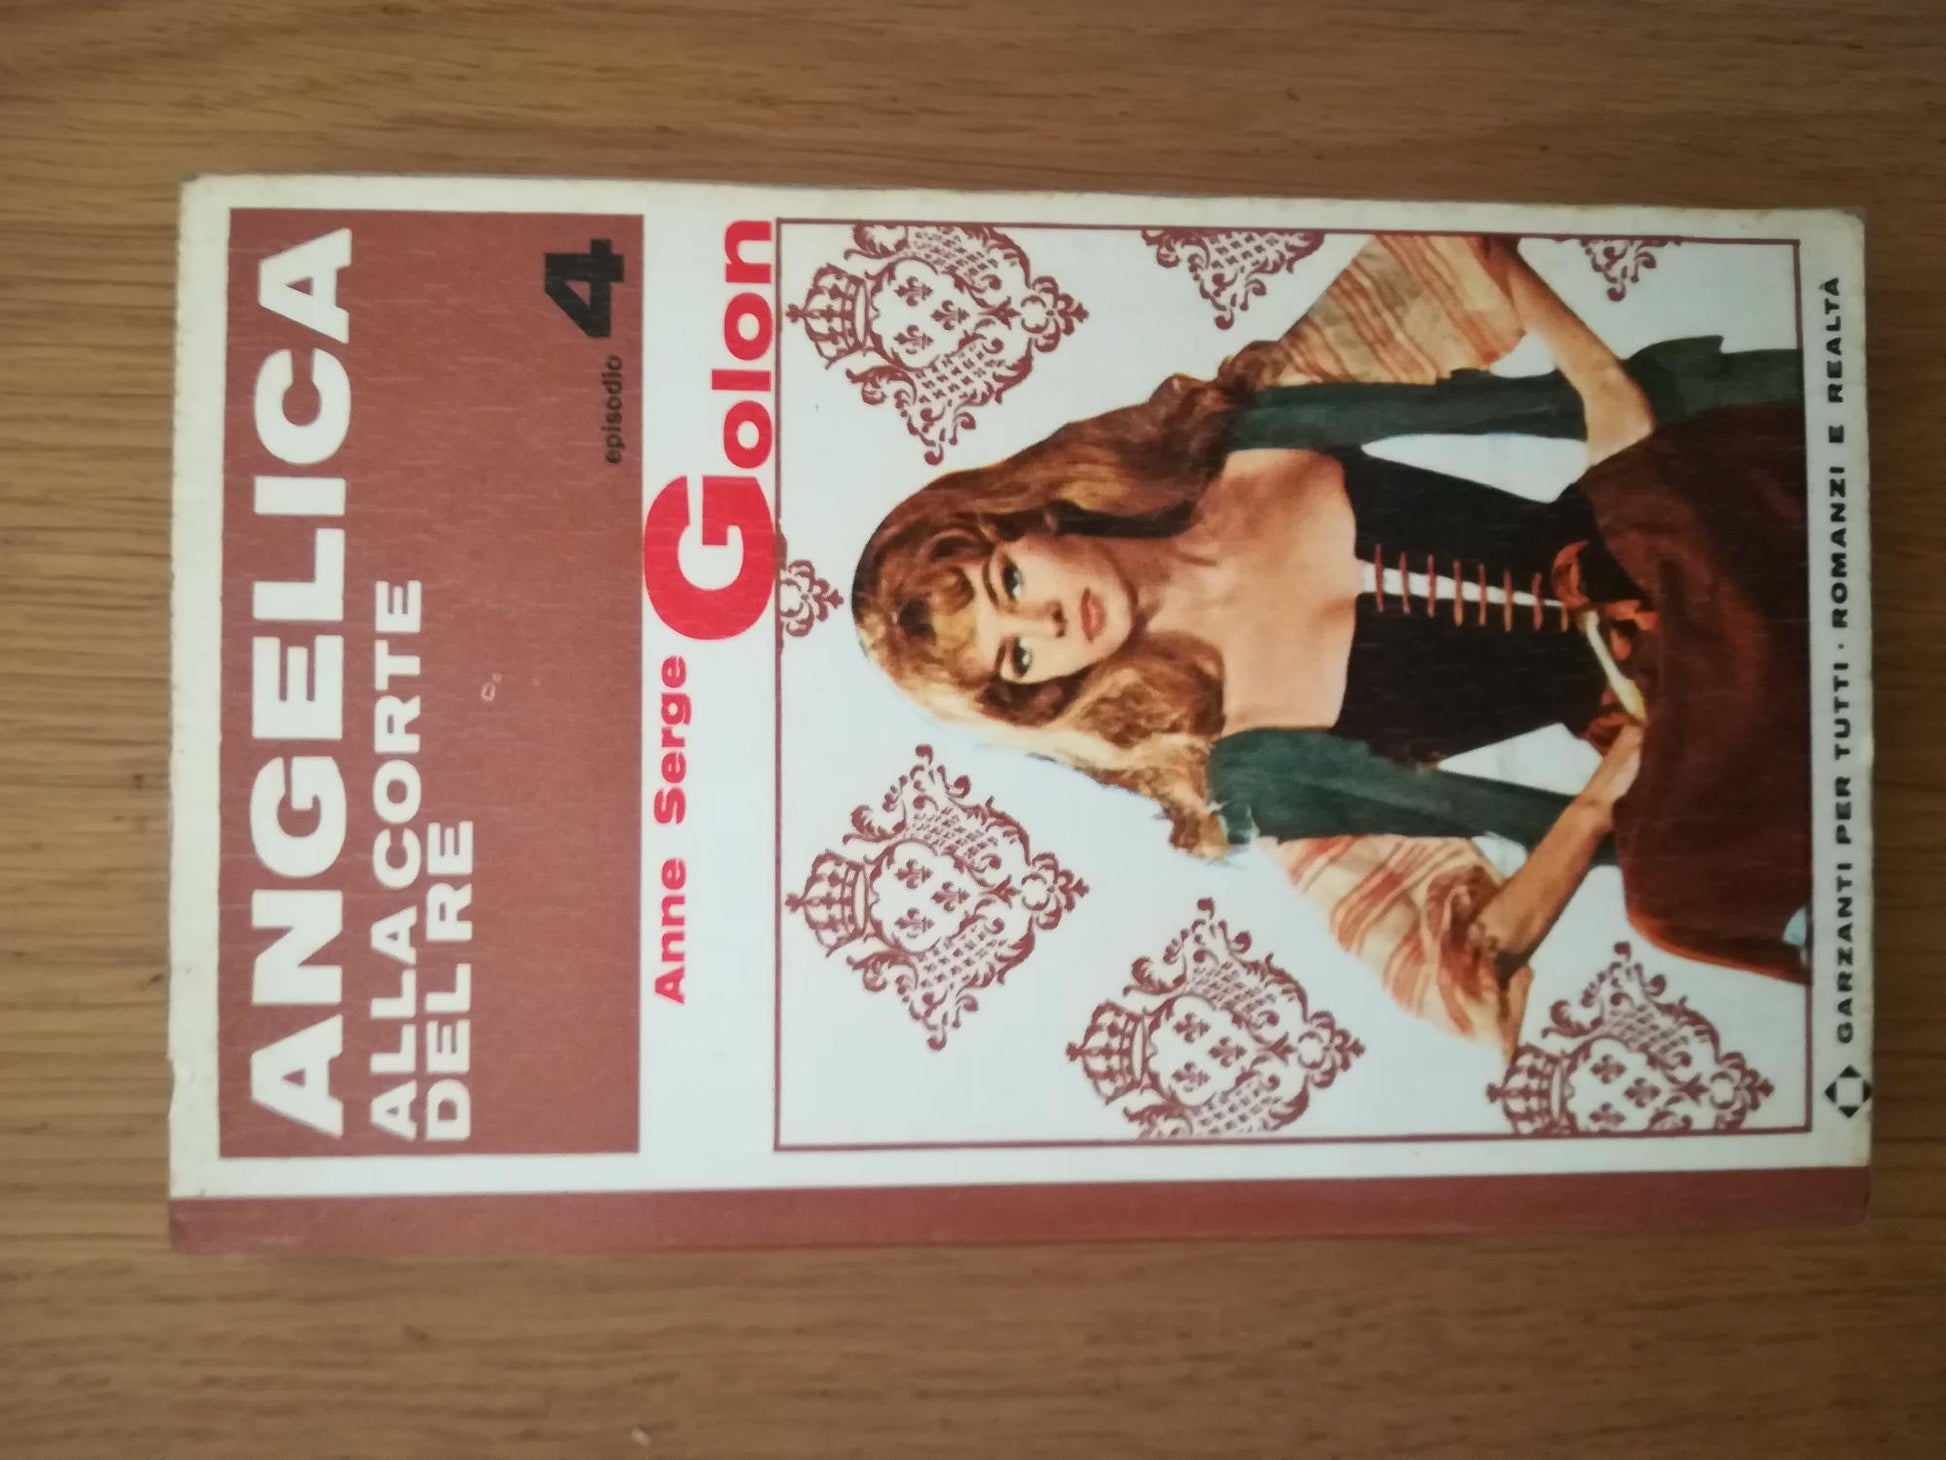 ANGELICA
ALLA CORTE
DEL RE
episodio 4
Anne Serge Golon
GARZANTI PER TUTTI · ROMANZI E REALTÀ